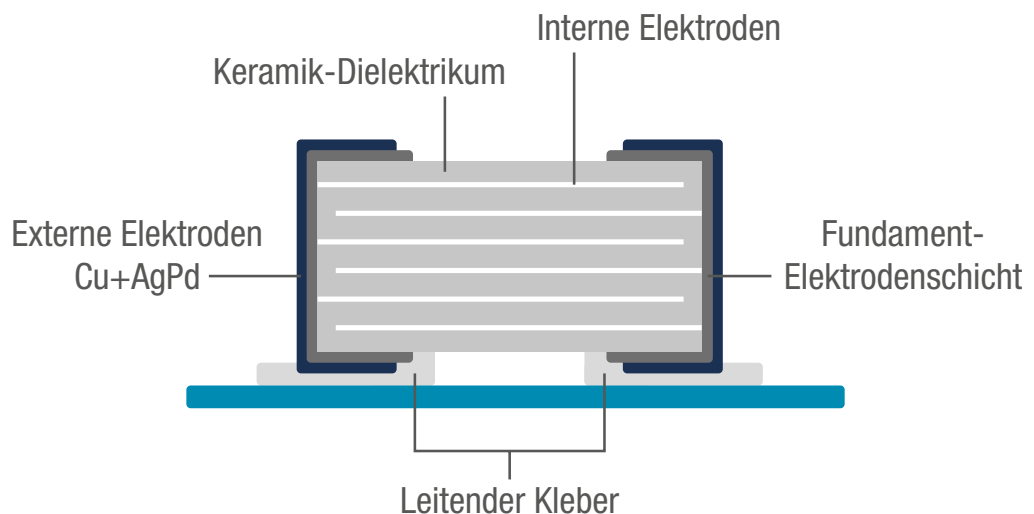 Interne Elektroden
Keramik-Dielektrikum
Externe Elektroden
Cu+AgPd
Fundament-
Elektrodenschicht
Leitender Kleber